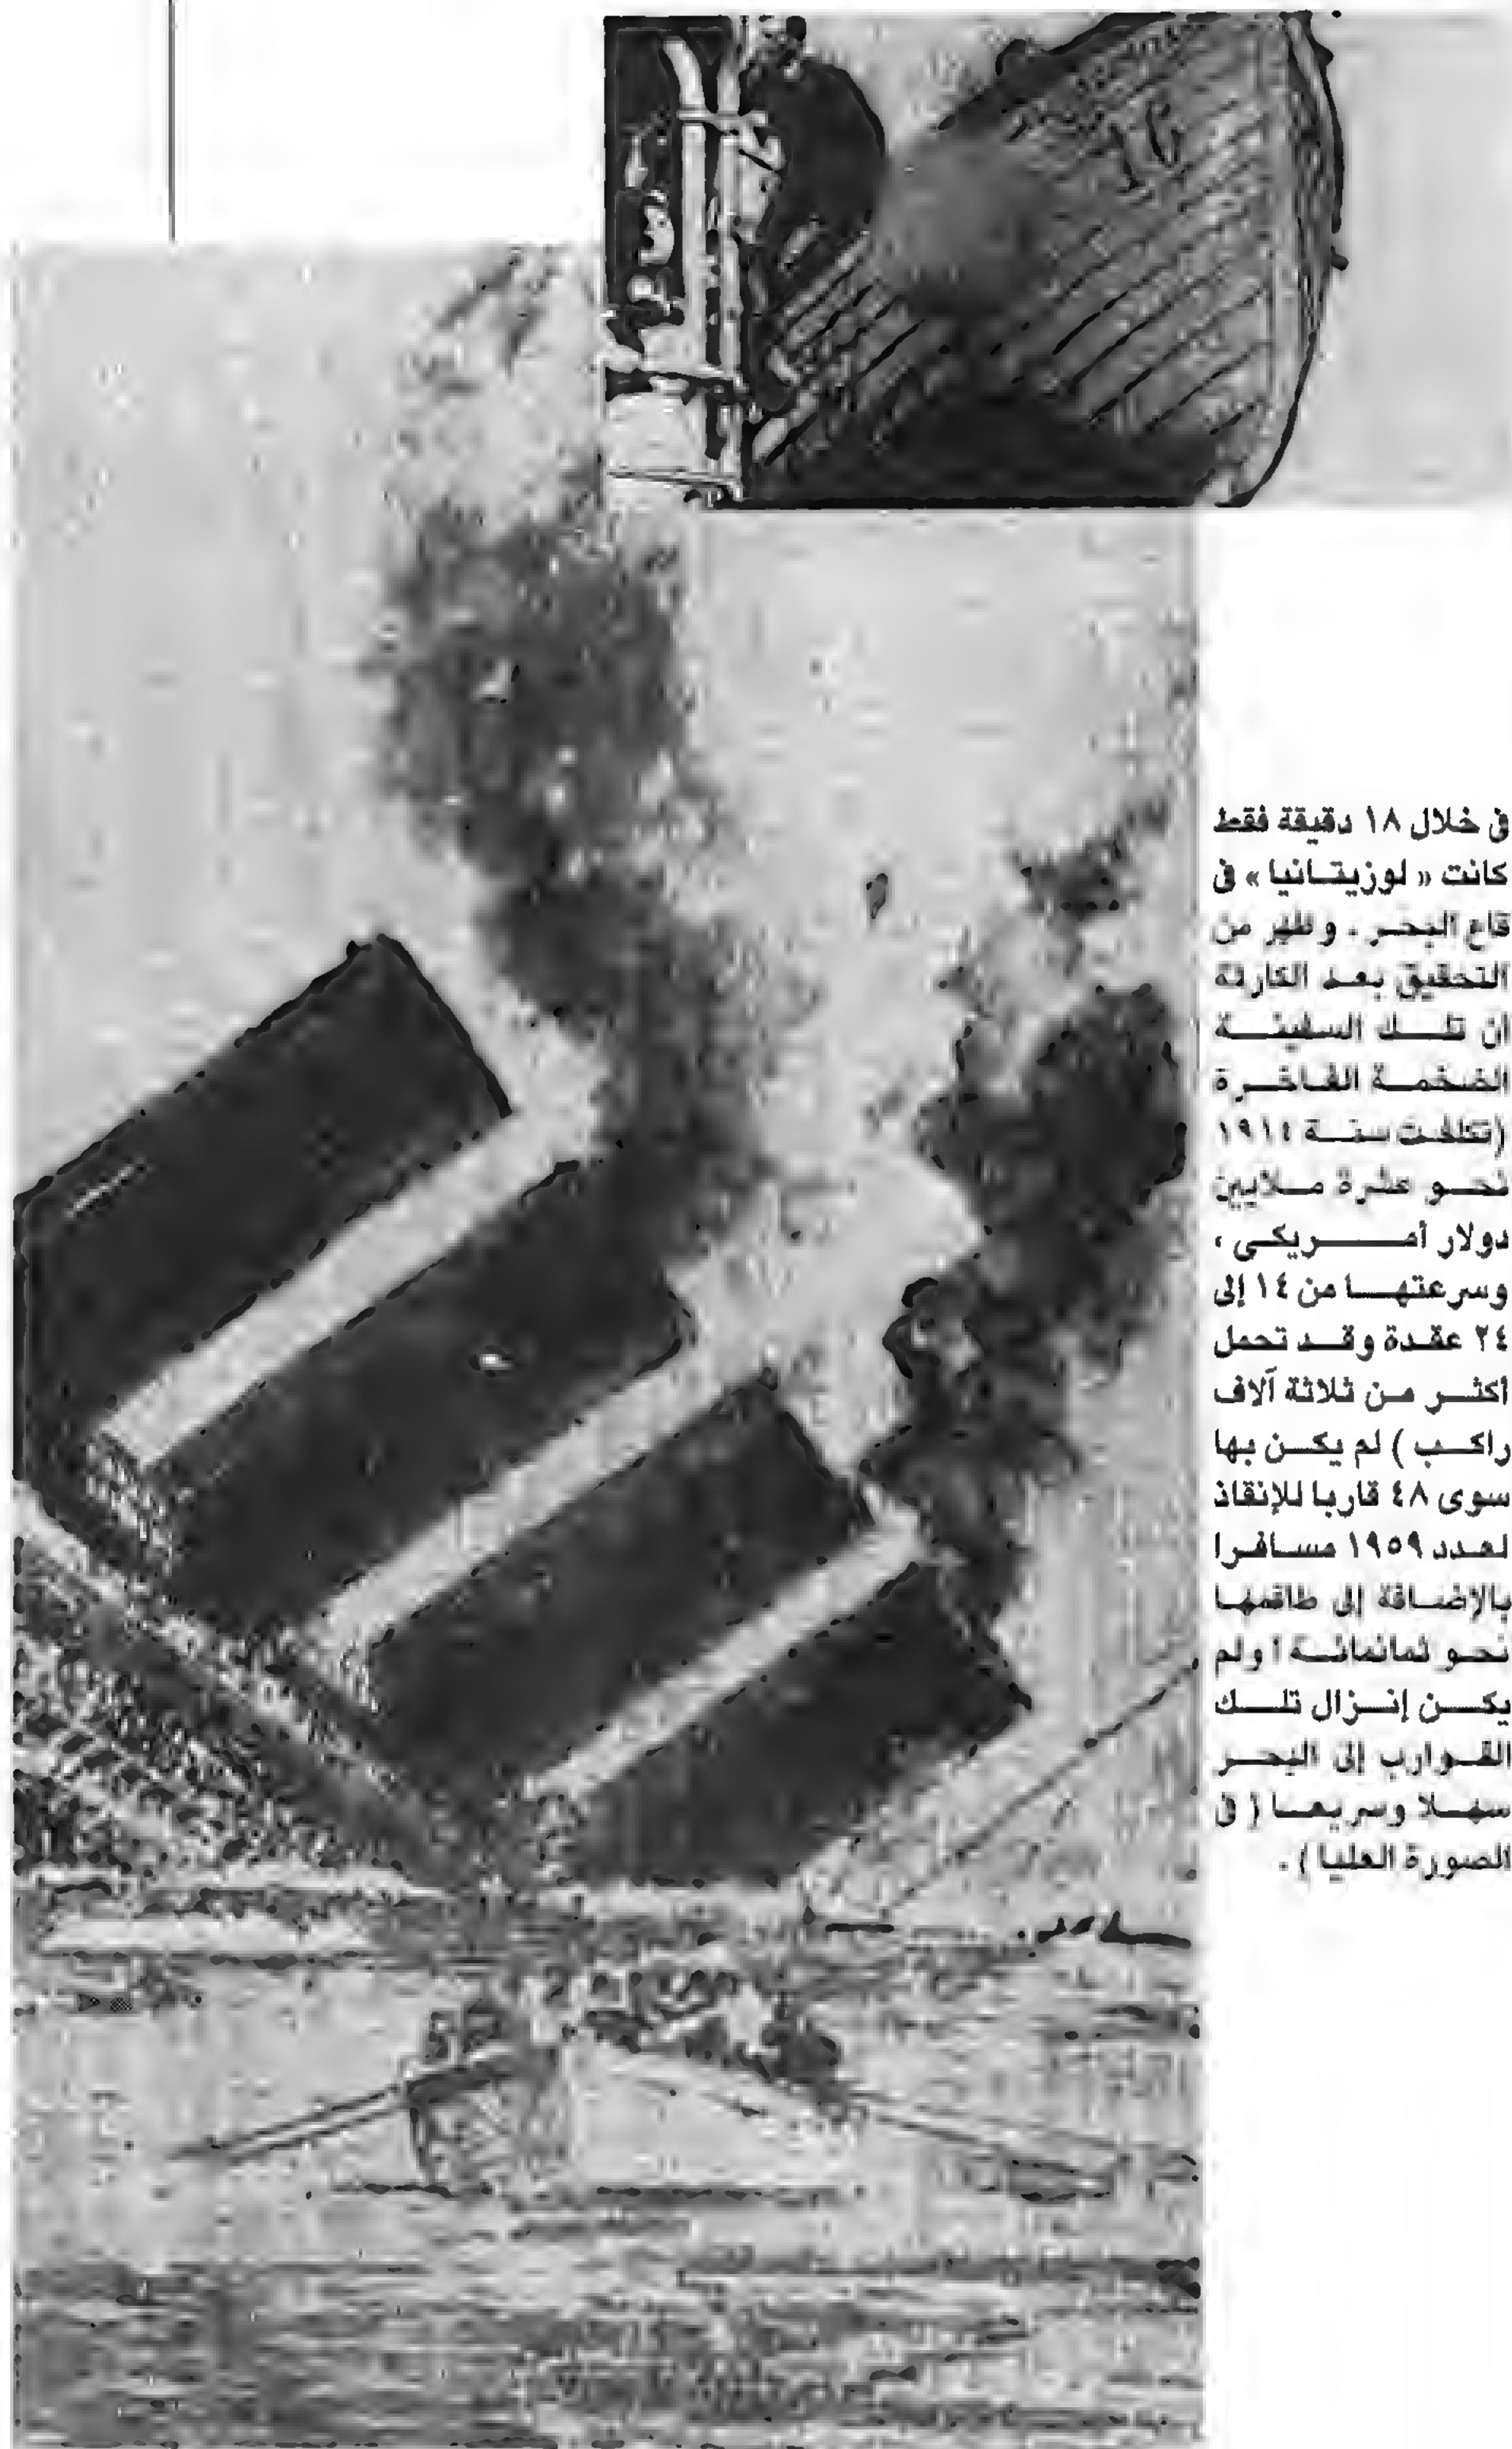 16
فى خلال ١٨ دقيقة فقط
كانت « لوزيتانيا » فى
قاع البحر . وظهر من
التحقيق بعد الكارثة
ان تلك السفينة
الضخمة الفاخرة
(تكلفت سنة ١٩١٤
نحو عشرة ملايين
دولار أمريكى ،
وسرعتها من ١٤ إلى
٢٤ عقدة وقد تحمل
أكثر من ثلاثة آلاف
راكب ) لم يكن بها
سوى ٤٨ قاربا للإنقاذ
لعدد ١٩٥٩ مسافرا
بالإضافة إلى طاقمها
نحو ثمانمائة ! ولم
يكن إنزال تلك
القوارب إلى البحر
سهلا وسريعا ( فى
الصورة العليا ) .